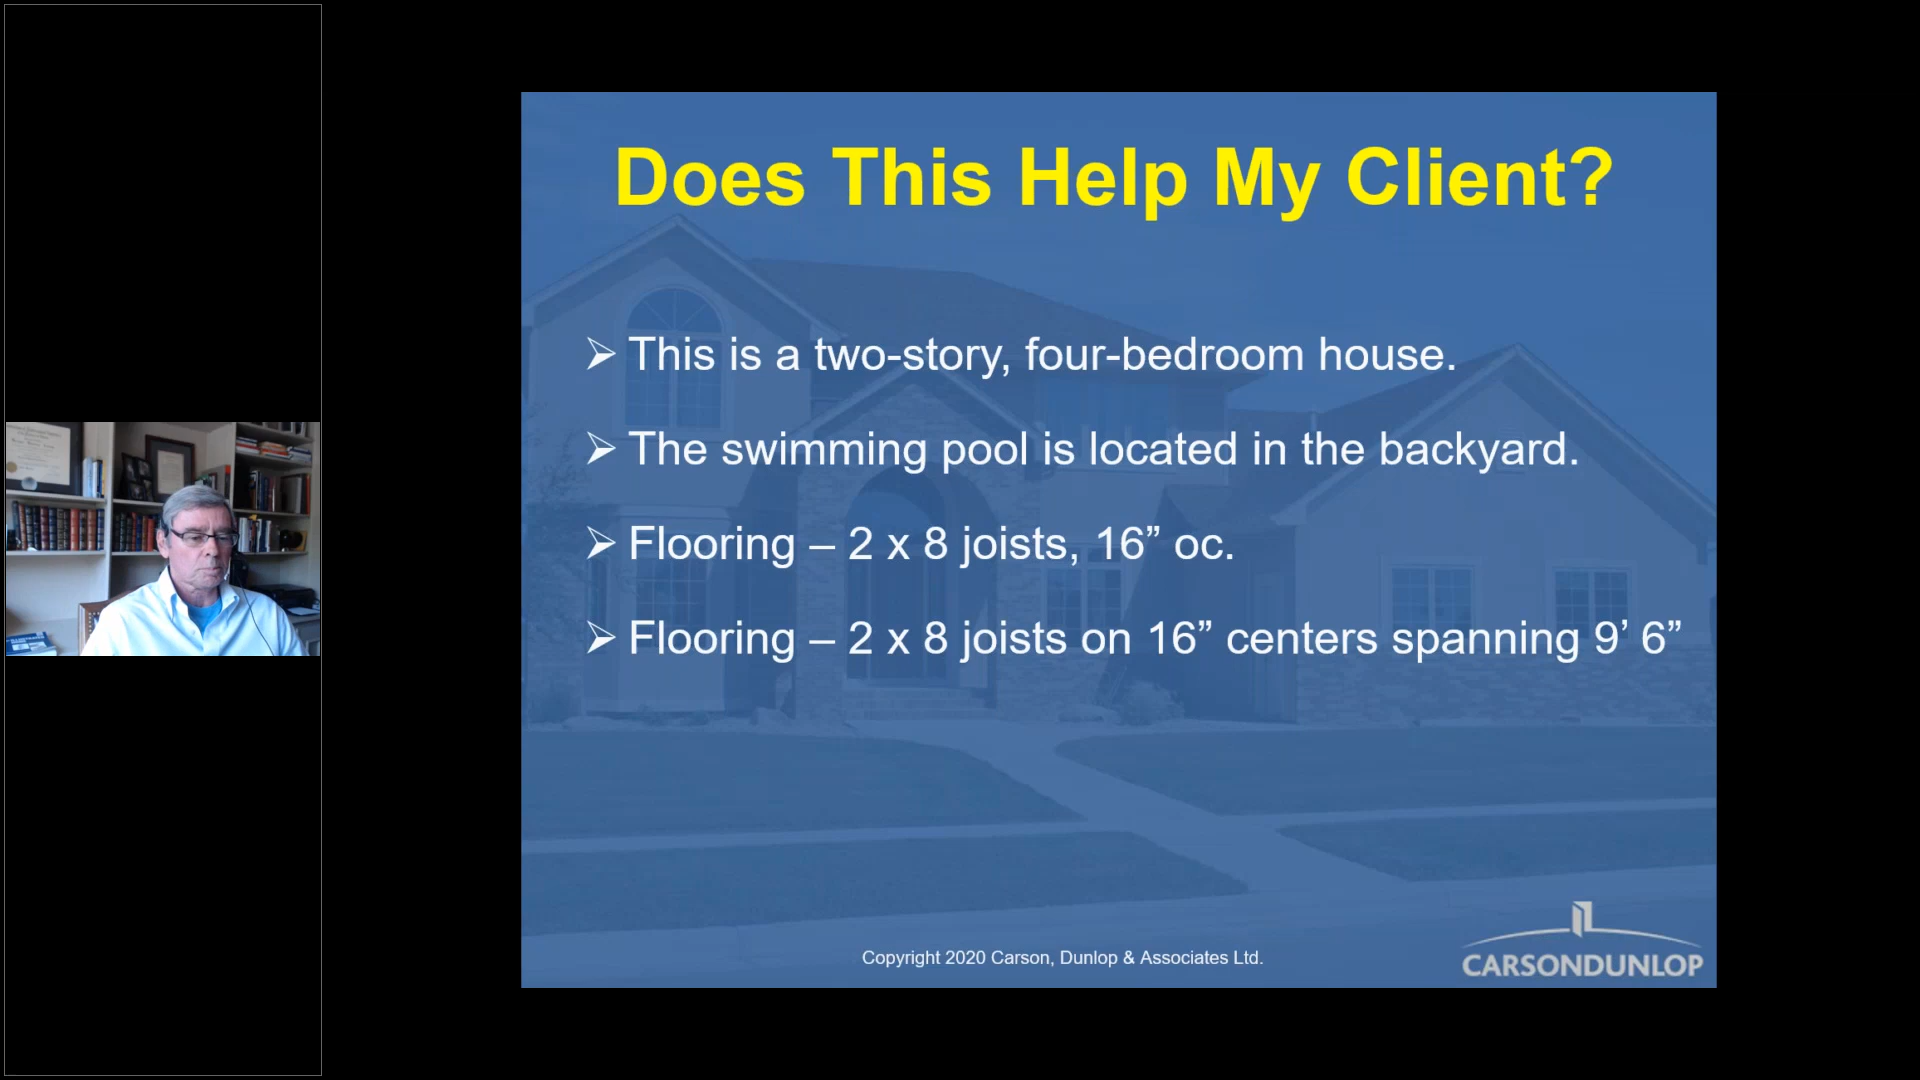 Does This Help My Client?
➢ This is a two-story, four-bedroom house.
➢ The swimming pool is located in the backyard.
➢ Flooring – 2 x 8 joists, 16” oc.
➢ Flooring – 2 x 8 joists on 16” centers spanning 9’ 6”
Copyright 2020 Carson, Dunlop & Associates Ltd.
CARSONDUNLOP